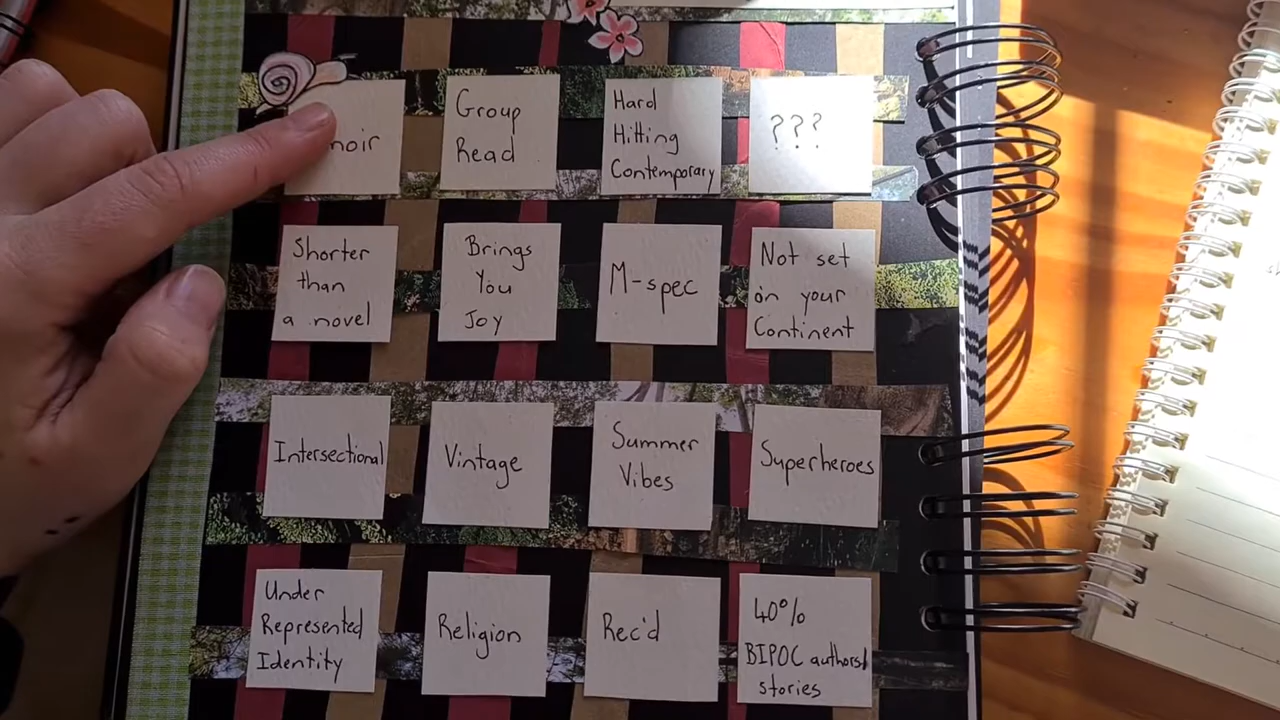 Group
Read
Hard
Hitting
Contemporary
???
Shorter
than
a novel
Brings
You
Joy
M-spec
Not set
on your
Continent
Intersectional
Vintage
Summer
Vibes
Superheroes
Under
Represented
Identity
Religion
Rec'd
40%
BIPOC authors/
stories